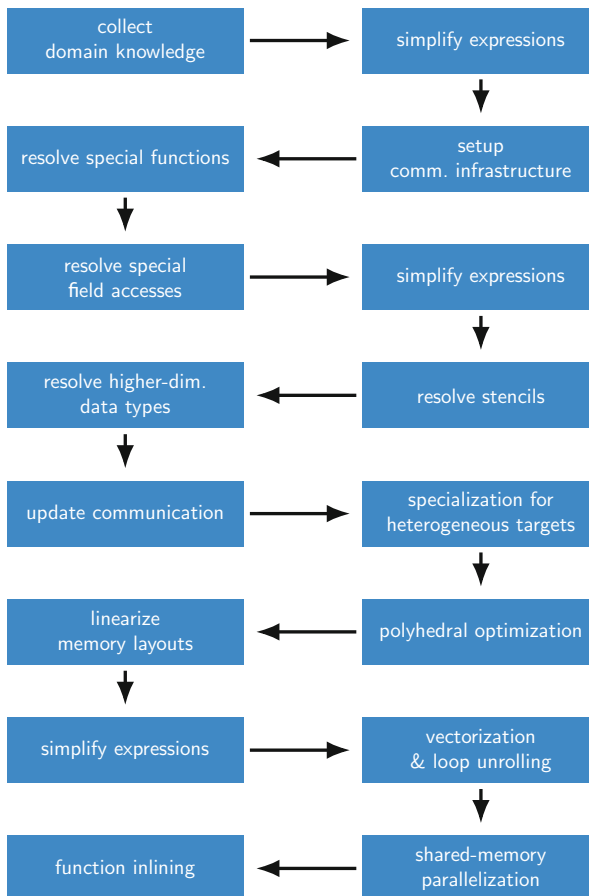 collect
domain knowledge
simplify expressions
setup
comm. infrastructure
resolve special functions
resolve special
field accesses
simplify expressions
resolve stencils
resolve higher-dim.
data types
update communication
specialization for
heterogeneous targets
polyhedral optimization
linearize
memory layouts
simplify expressions
vectorization
& loop unrolling
shared-memory
parallelization
function inlining